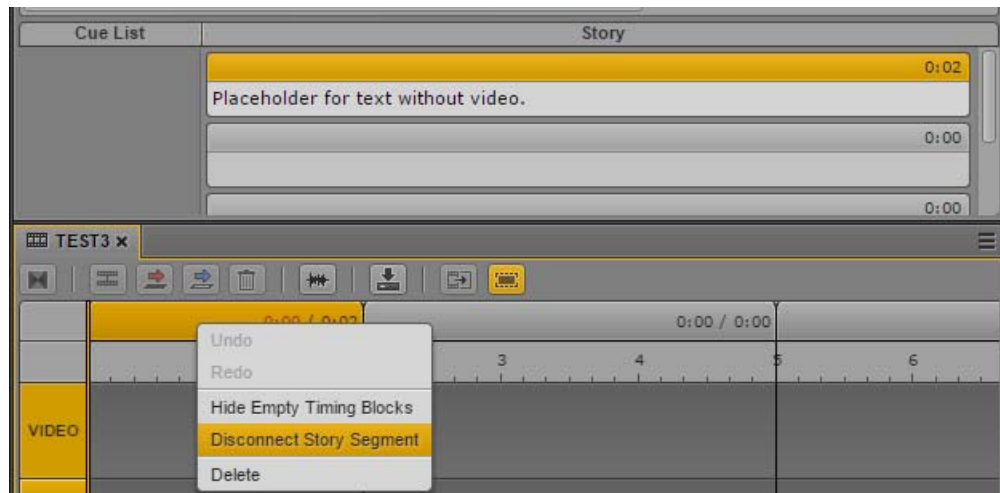 Cue List Story
0:02
Placeholder for text without video.
0:00
0:00
TEST3 ×
0:00 / 0:02 0:00 / 0:00
3 4 5 6
VIDEO
Undo
Redo
Hide Empty Timing Blocks
Disconnect Story Segment
Delete